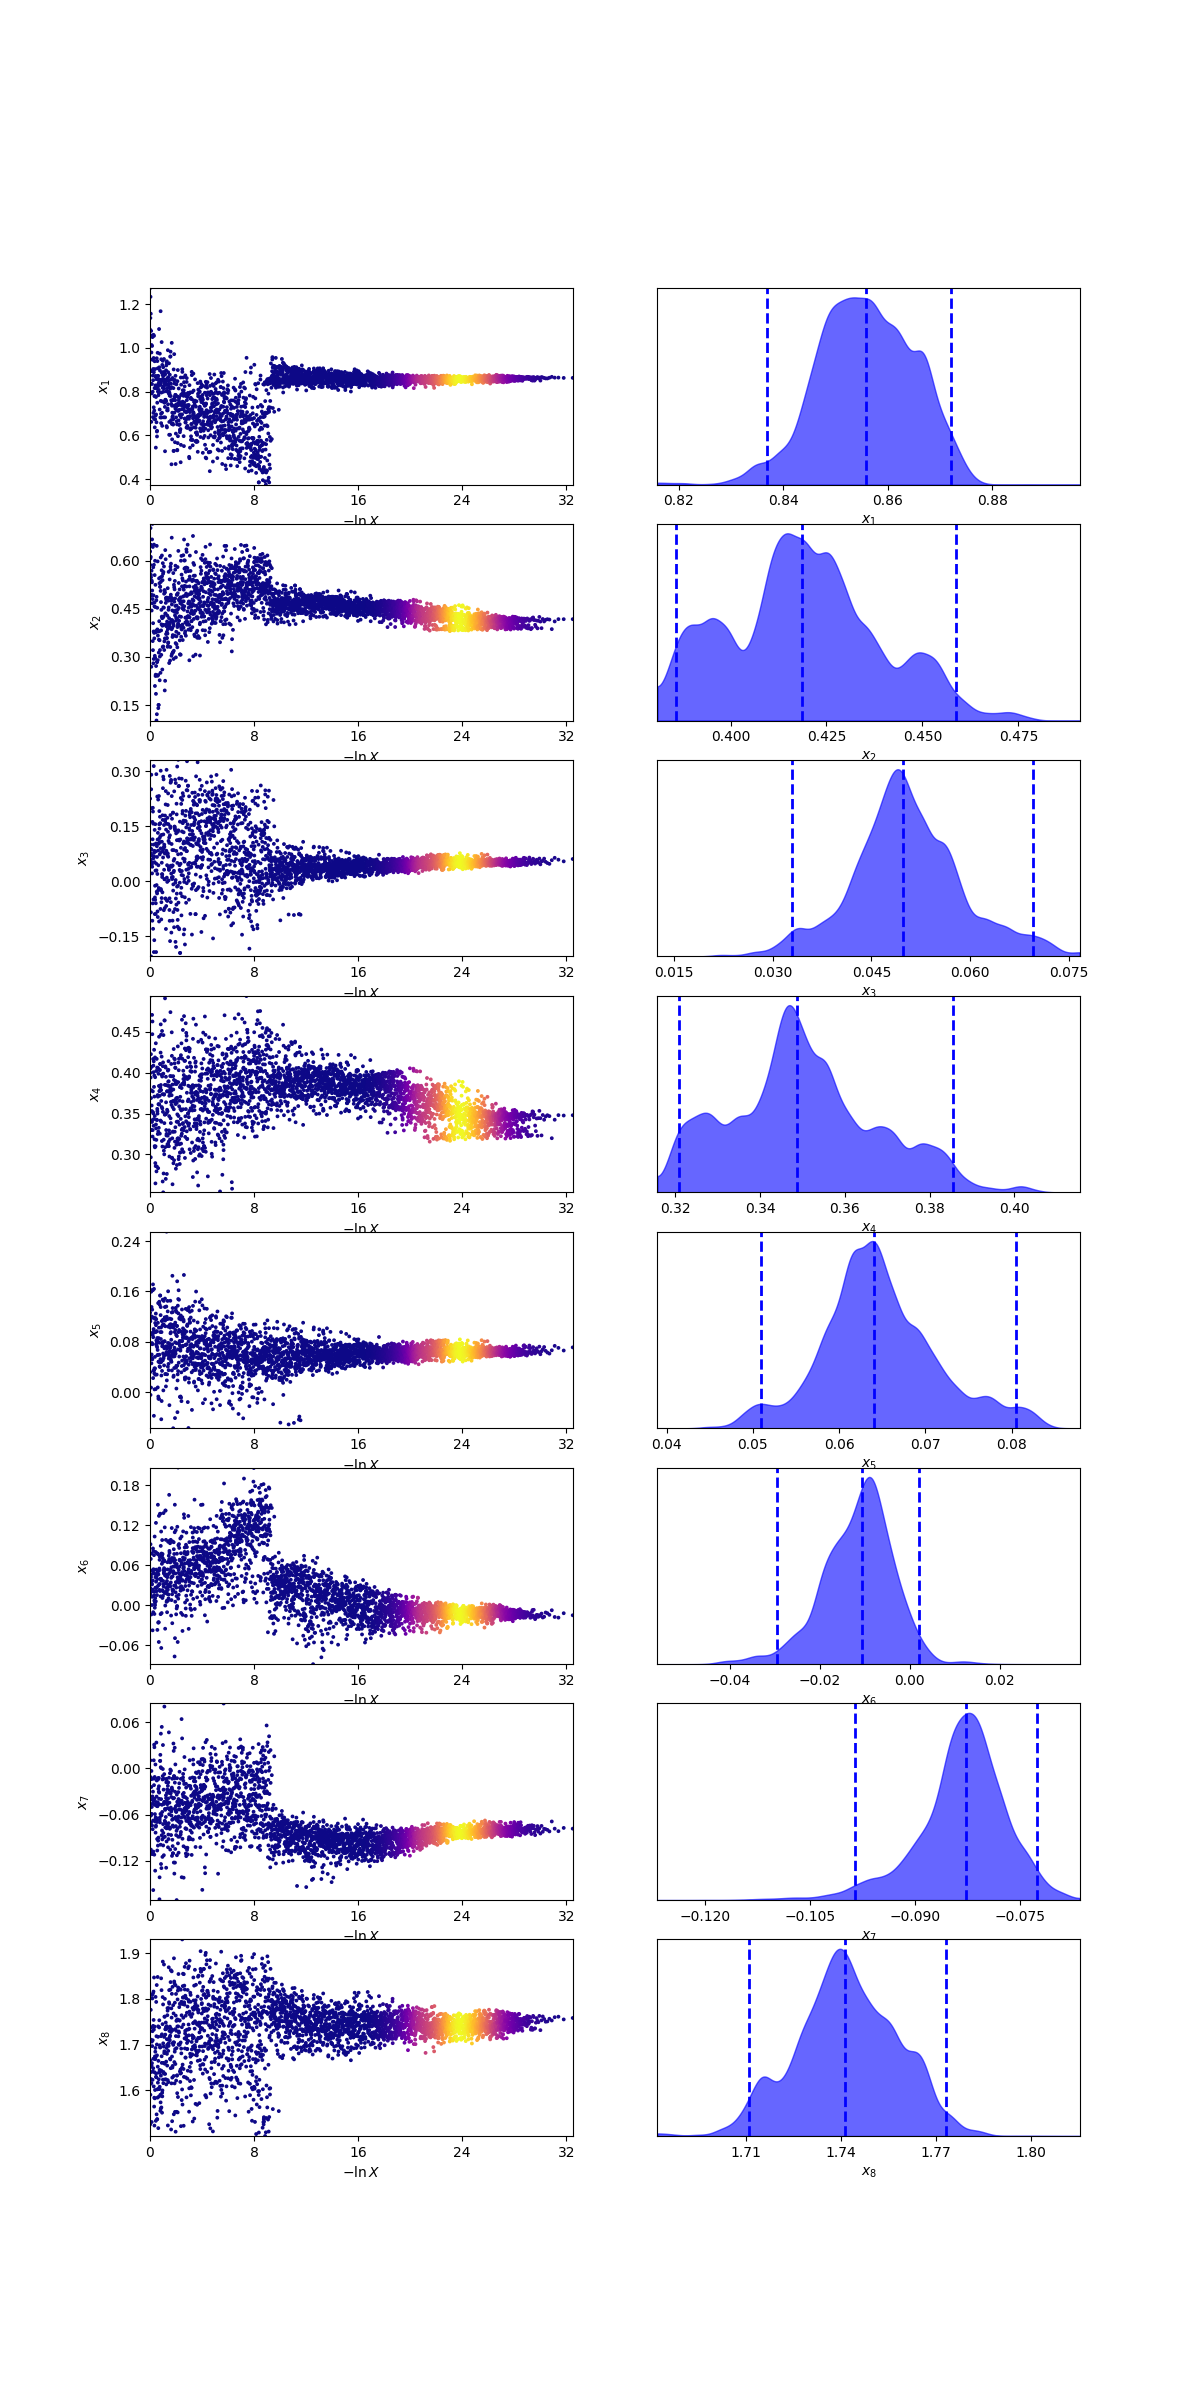 1.2
1.0
0.8
0.6
0.4
x₁
0 8 16 24 32
−ln X
0.82 0.84 0.86 0.88
x₁
0.60
0.45
0.30
0.15
x₂
0 8 16 24 32
−ln X
0.400 0.425 0.450 0.475
x₂
0.30
0.15
0.00
−0.15
x₃
0 8 16 24 32
−ln X
0.015 0.030 0.045 0.060 0.075
x₃
0.45
0.40
0.35
0.30
x₄
0 8 16 24 32
−ln X
0.32 0.34 0.36 0.38 0.40
x₄
0.24
0.16
0.08
0.00
x₅
0 8 16 24 32
−ln X
0.04 0.05 0.06 0.07 0.08
x₅
0.18
0.12
0.06
0.00
−0.06
x₆
0 8 16 24 32
−ln X
−0.04 −0.02 0.00 0.02
x₆
0.06
0.00
−0.06
−0.12
x₇
0 8 16 24 32
−ln X
−0.120 −0.105 −0.090 −0.075
x₇
1.9
1.8
1.7
1.6
x₈
0 8 16 24 32
−ln X
1.71 1.74 1.77 1.80
x₈